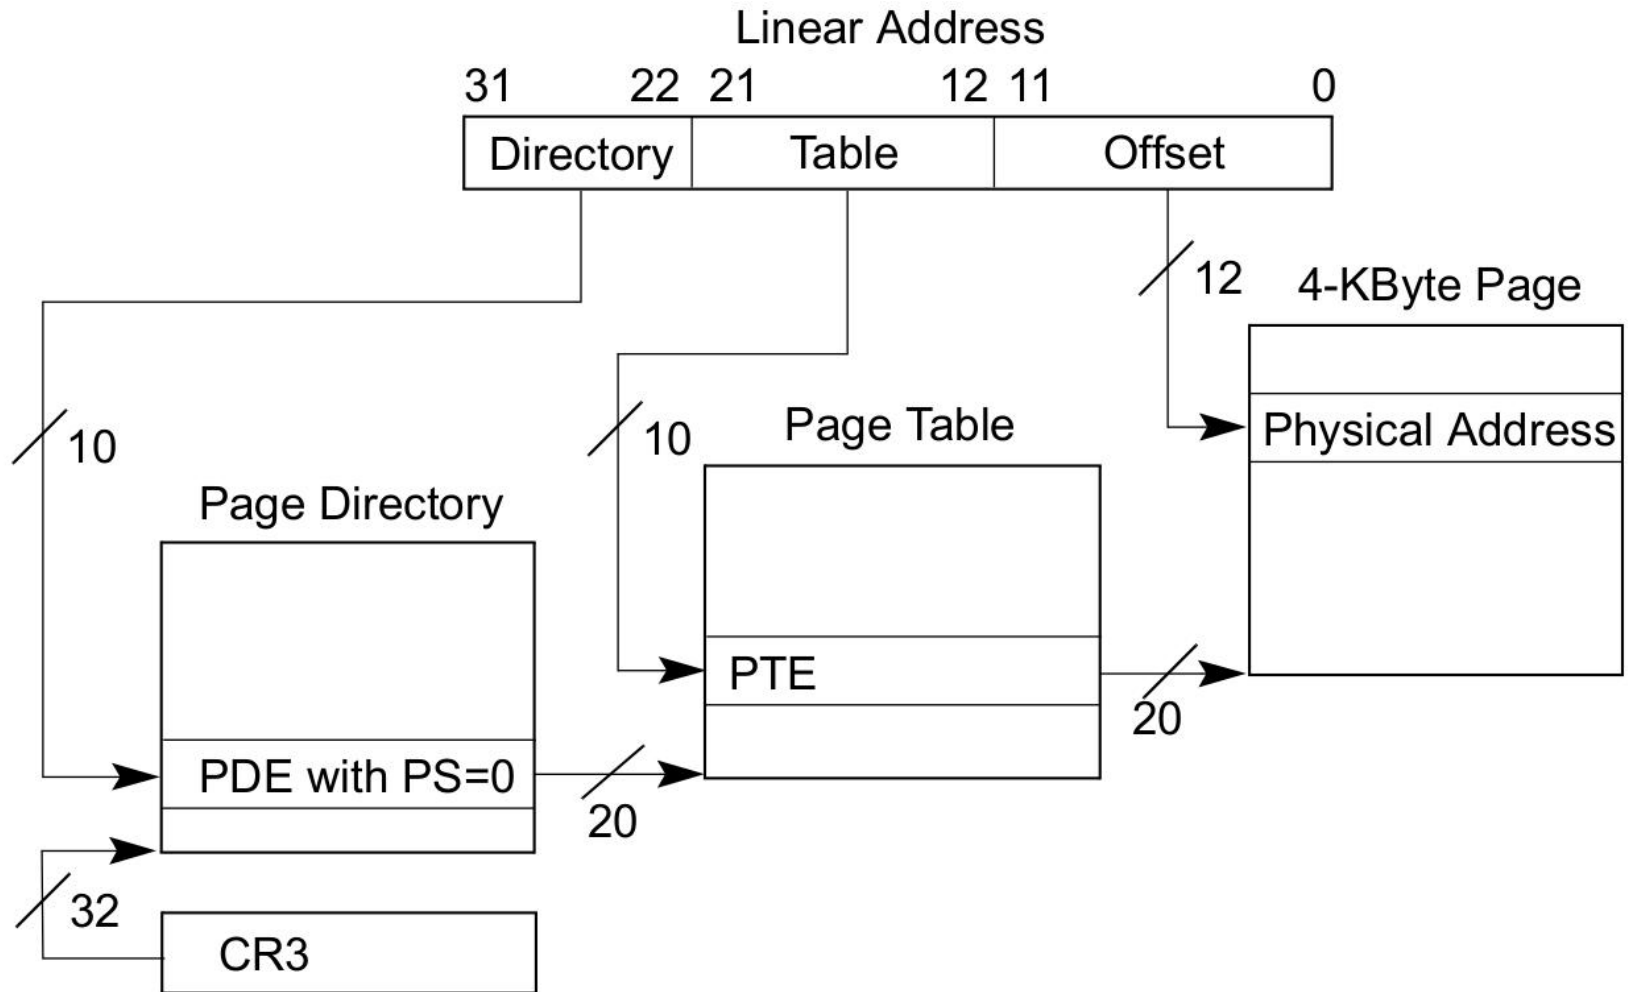 Linear Address
31 22 21 12 11 0
Directory Table Offset
12
4-KByte Page
Physical Address
10
10
Page Table
Page Directory
PTE
20
PDE with PS=0
20
32
CR3